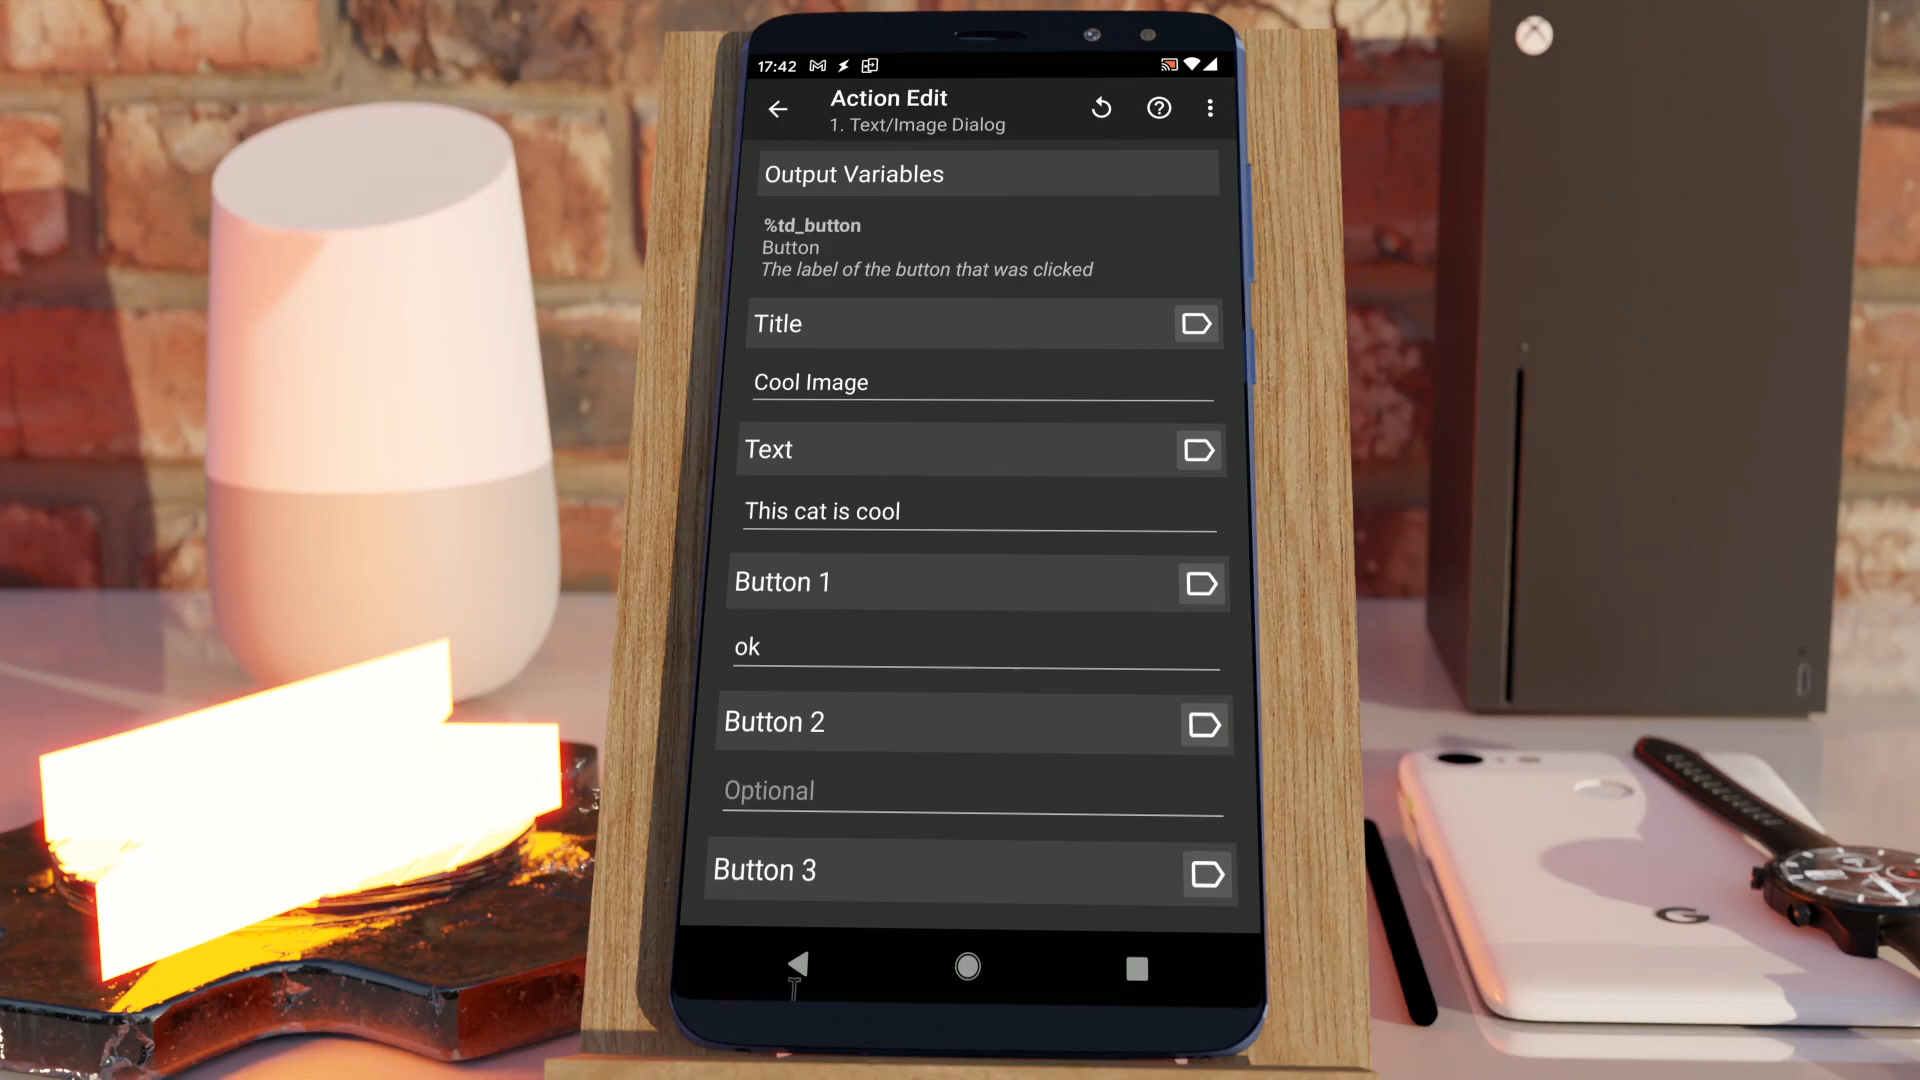 17:42
Action Edit
1. Text/Image Dialog
Output Variables
%td_button
Button
The label of the button that was clicked
Title
Cool Image
Text
This cat is cool
Button 1
ok
Button 2
Optional
Button 3
G